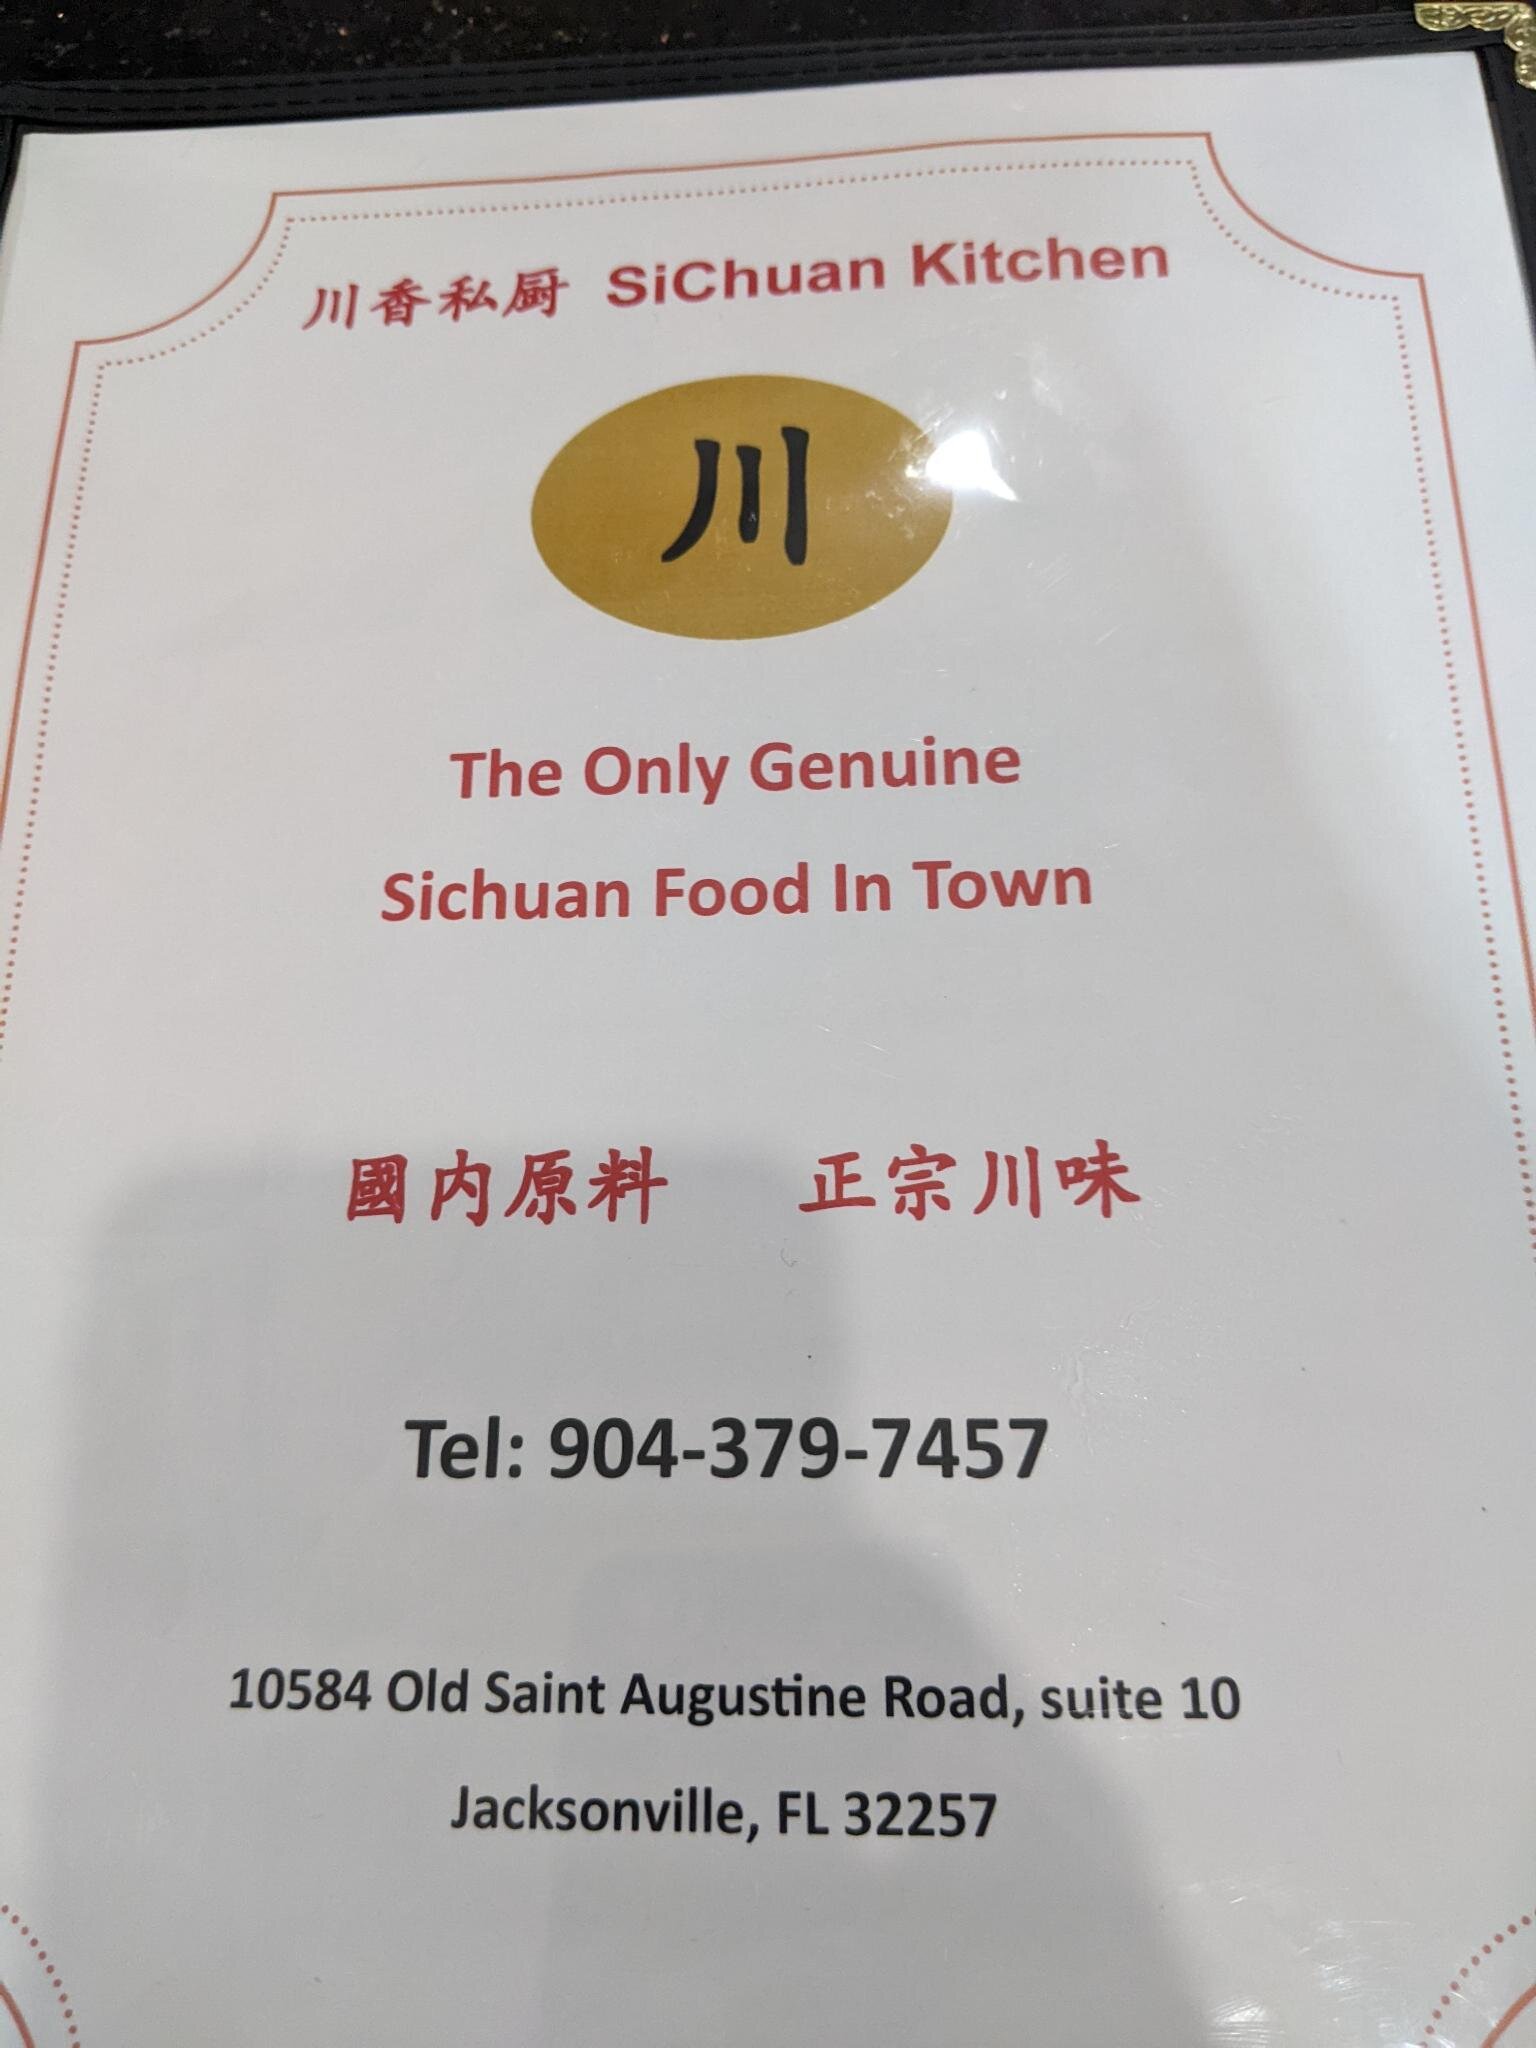 川香私厨 SiChuan Kitchen
川
The Only Genuine
Sichuan Food In Town
國内原料 正宗川味
Tel: 904-379-7457
10584 Old Saint Augustine Road, suite 10
Jacksonville, FL 32257